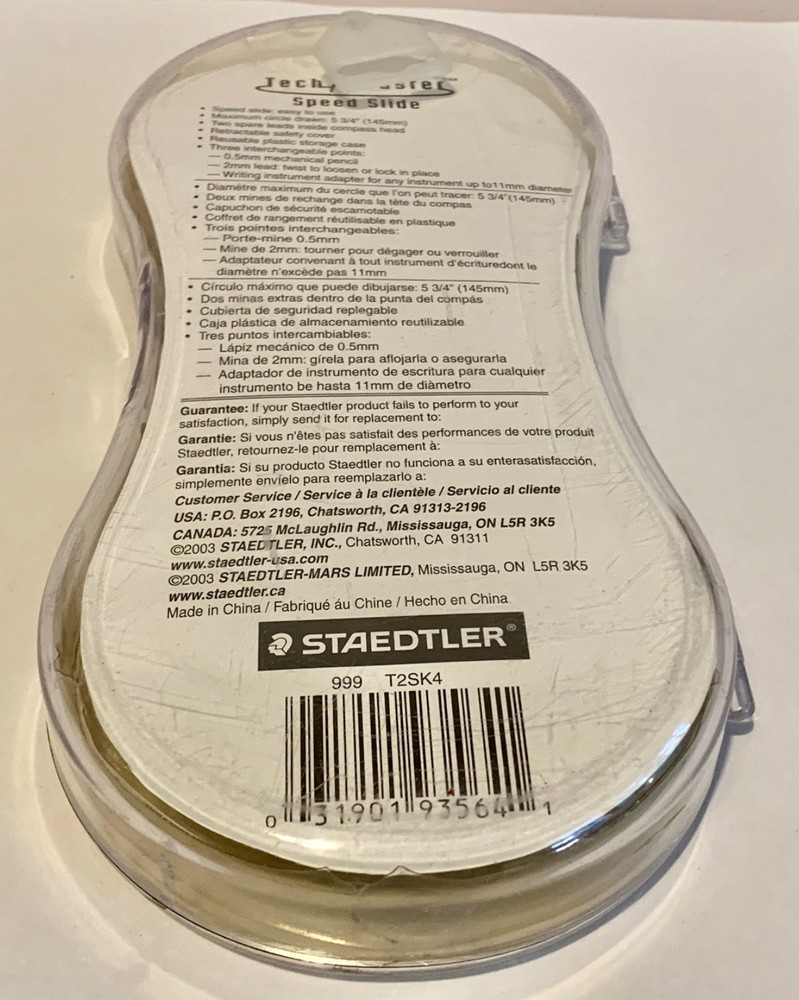 Speed Slide
• Speed slide: easy to use
• Maximum circle drawn: 5 3/4" (145mm)
• Two spare leads inside compass head
• Retractable safety cover
• Reusable plastic storage case
• Three interchangeable points:
— 0.5mm mechanical pencil
— 2mm lead: twist to loosen or lock in place
— Writing instrument adapter for any instrument up to11mm diameter
• Diamètre maximum du cercle que l'on peut tracer: 5 3/4"(145mm)
• Deux mines de rechange dans la tête du compas
• Capuchon de sécurité escamotable
• Coffret de rangement réutilisable en plastique
• Trois pointes interchangeables:
— Porte-mine 0.5mm
— Mine de 2mm: tourner pour dégager ou verrouiller
— Adaptateur convenant à tout instrument d'écrituredont le
diamètre n'excède pas 11mm
• Círculo máximo que puede dibujarse: 5 3/4" (145mm)
• Dos minas extras dentro de la punta del compás
• Cubierta de seguridad replegable
• Caja plástica de almacenamiento reutilizable
• Tres puntos intercambiables:
— Lápiz mecánico de 0.5mm
— Mina de 2mm: gírela para aflojarla o asegurarla
— Adaptador de instrumento de escritura para cualquier
instrumento be hasta 11mm de diàmetro
Guarantee: If your Staedtler product fails to perform to your
satisfaction, simply send it for replacement to:
Garantie: Si vous n'êtes pas satisfait des performances de votre produit
Staedtler, retournez-le pour remplacement à:
Garantia: Si su producto Staedtler no funciona a su enterasatisfacción,
simplemente envíelo para reemplazarlo a:
Customer Service / Service à la clientèle / Servicio al cliente
USA: P.O. Box 2196, Chatsworth, CA 91313-2196
CANADA: 5725 McLaughlin Rd., Mississauga, ON L5R 3K5
©2003 STAEDTLER, INC., Chatsworth, CA 91311
www.staedtler-usa.com
©2003 STAEDTLER-MARS LIMITED, Mississauga, ON L5R 3K5
www.staedtler.ca
Made in China / Fabriqué áu Chine / Hecho en China
STAEDTLER®
999 T2SK4
0 31901 93564 1